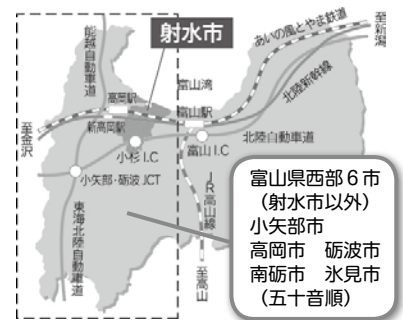 能越自動車道
射水市
あいの風とやま鉄道
至新潟
北陸新幹線
富山湾
高岡駅
富山駅
新高岡駅
至金沢
小杉I.C
富山I.C
北陸自動車道
小矢部・砺波JCT
JR高山線
東海北陸自動車道
至高山
富山県西部6市
（射水市以外）
小矢部市
高岡市　砺波市
南砺市　氷見市
（五十音順）